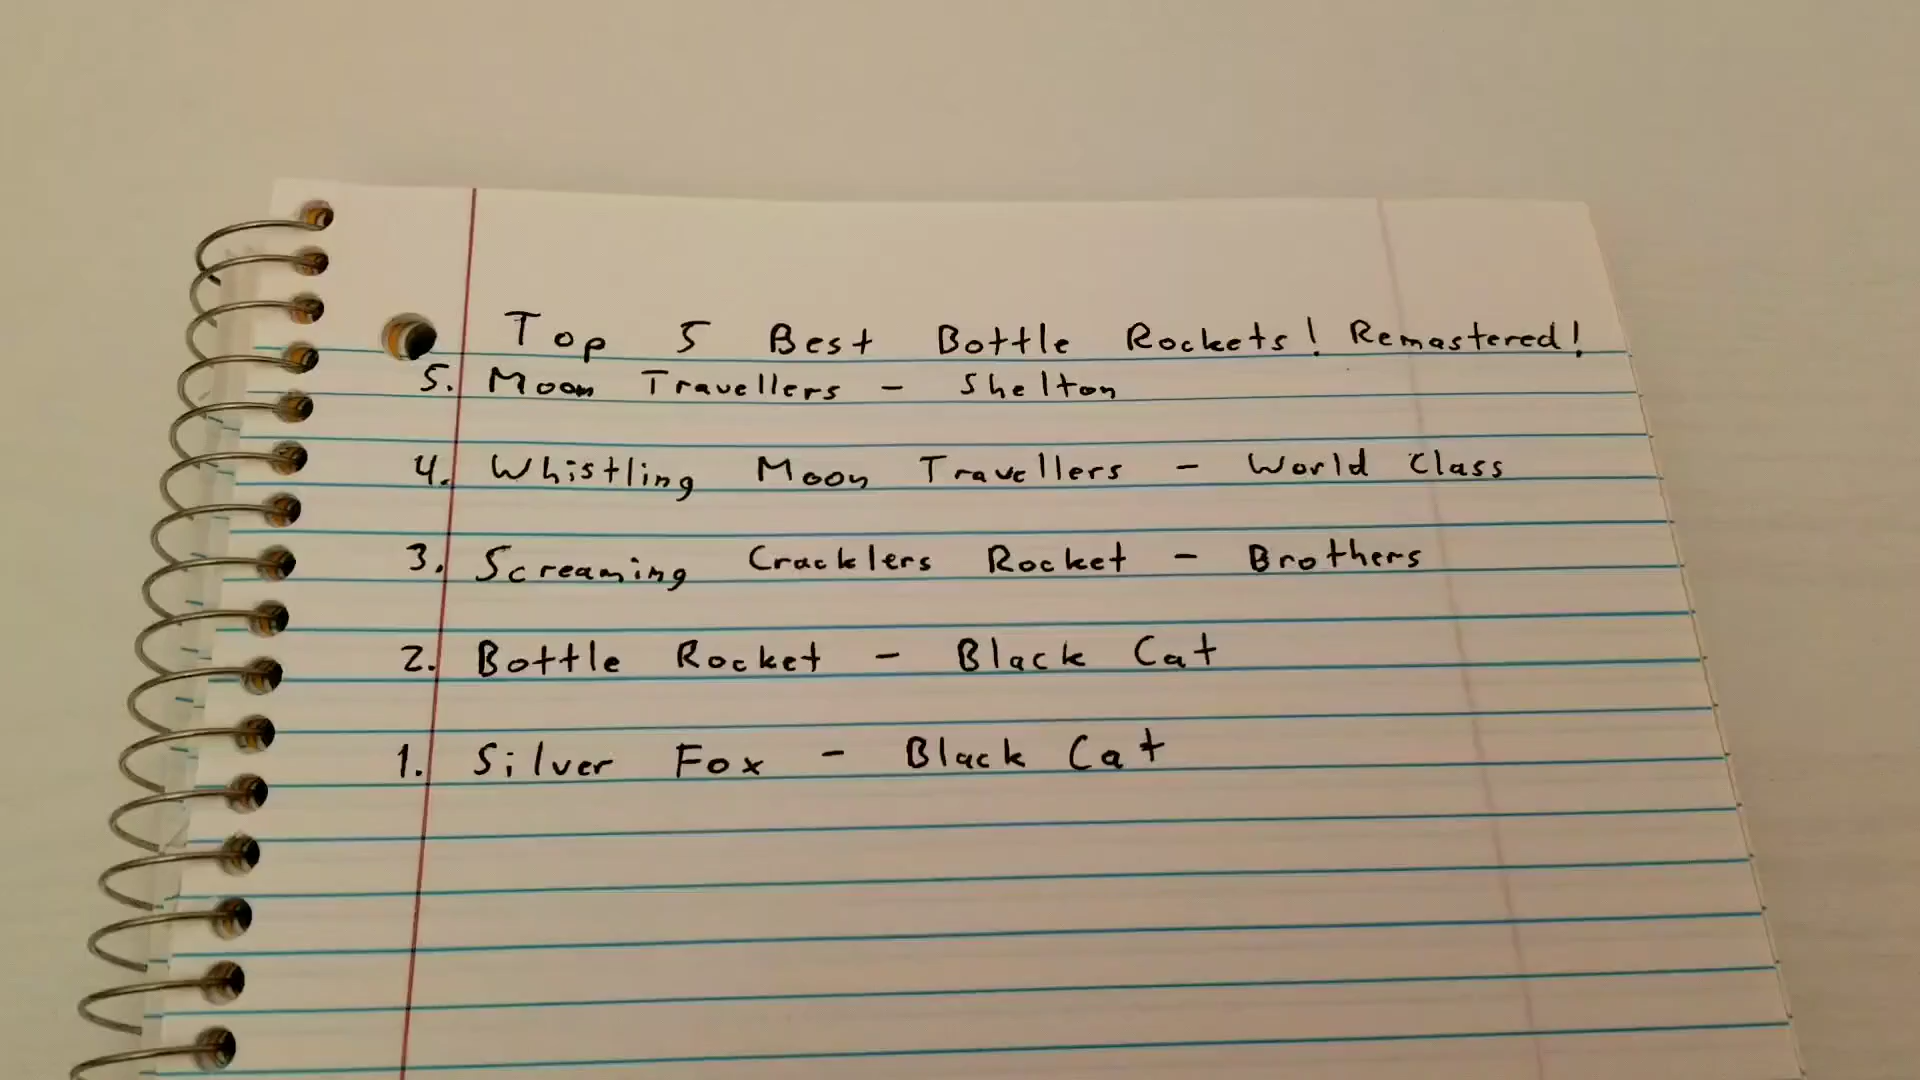 Top 5 Best Bottle Rockets! Remastered!
5. Moon Travellers - Shelton
4. Whistling Moon Travellers - World Class
3. Screaming Cracklers Rocket - Brothers
2. Bottle Rocket - Black Cat
1. Silver Fox - Black Cat